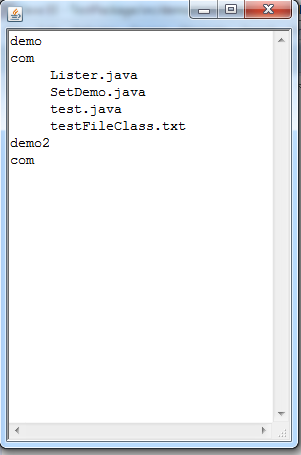 demo
com
Lister.java
SetDemo.java
test.java
testFileClass.txt
demo2
com